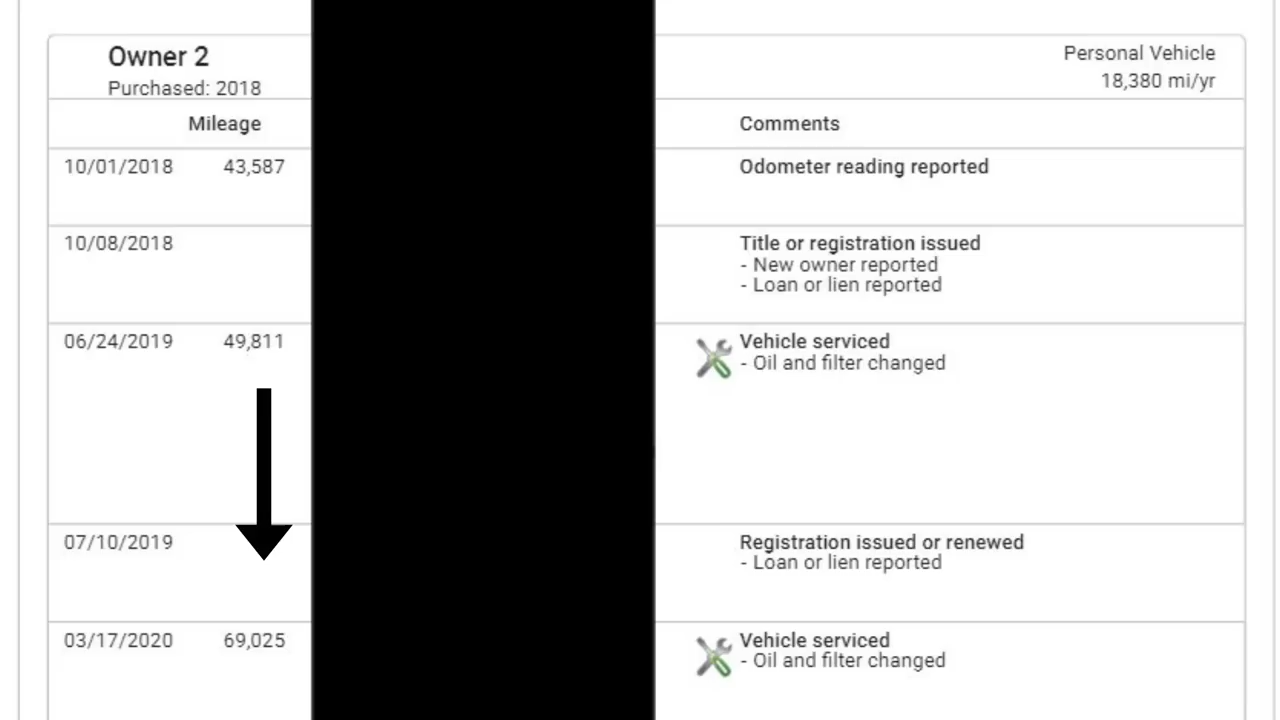 Owner 2
Purchased: 2018
Personal Vehicle
18,380 mi/yr
Mileage
Comments
10/01/2018 43,587 Odometer reading reported
10/08/2018 Title or registration issued
- New owner reported
- Loan or lien reported
06/24/2019 49,811 Vehicle serviced
- Oil and filter changed
07/10/2019 Registration issued or renewed
- Loan or lien reported
03/17/2020 69,025 Vehicle serviced
- Oil and filter changed